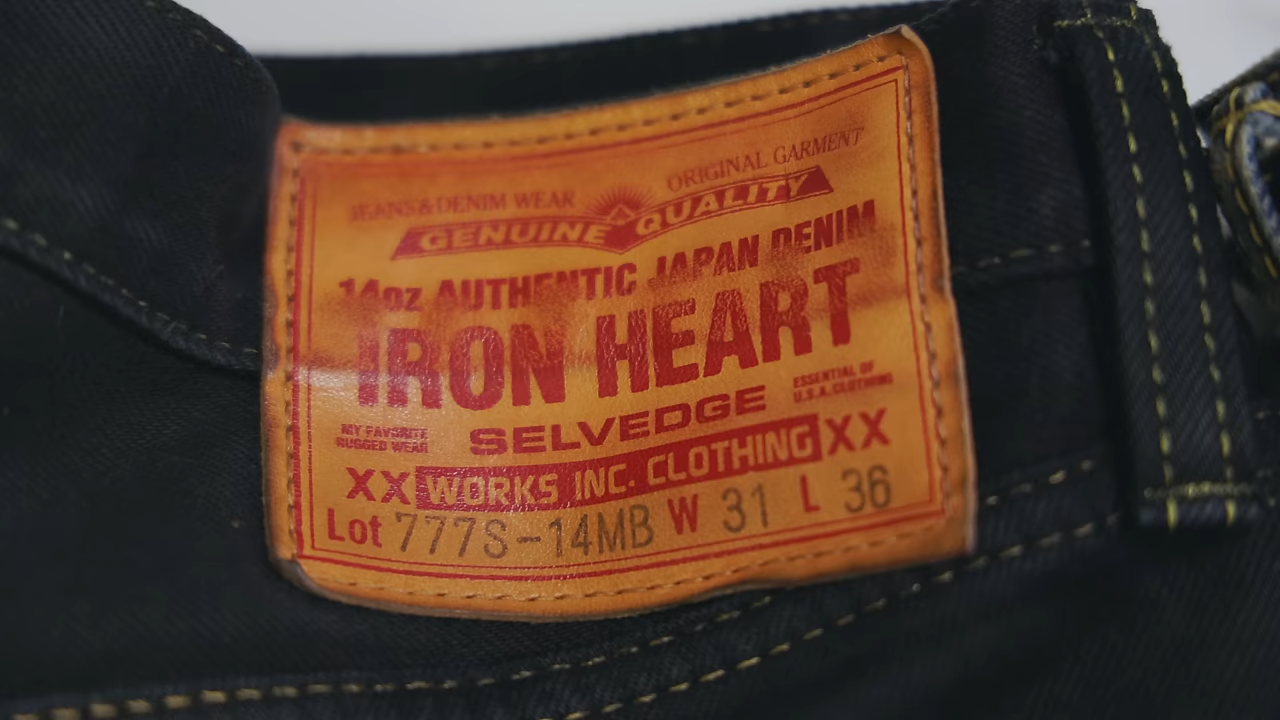 JEANS & DENIM WEAR ORIGINAL GARMENT
GENUINE QUALITY
14oz AUTHENTIC JAPAN DENIM
IRON HEART
SELVEDGE
ESSENTIAL OF
U.S.A. CLOTHING
MY FAVORITE
RUGGED WEAR
XX WORKS INC. CLOTHING XX
Lot 777S-14MB W 31 L 36